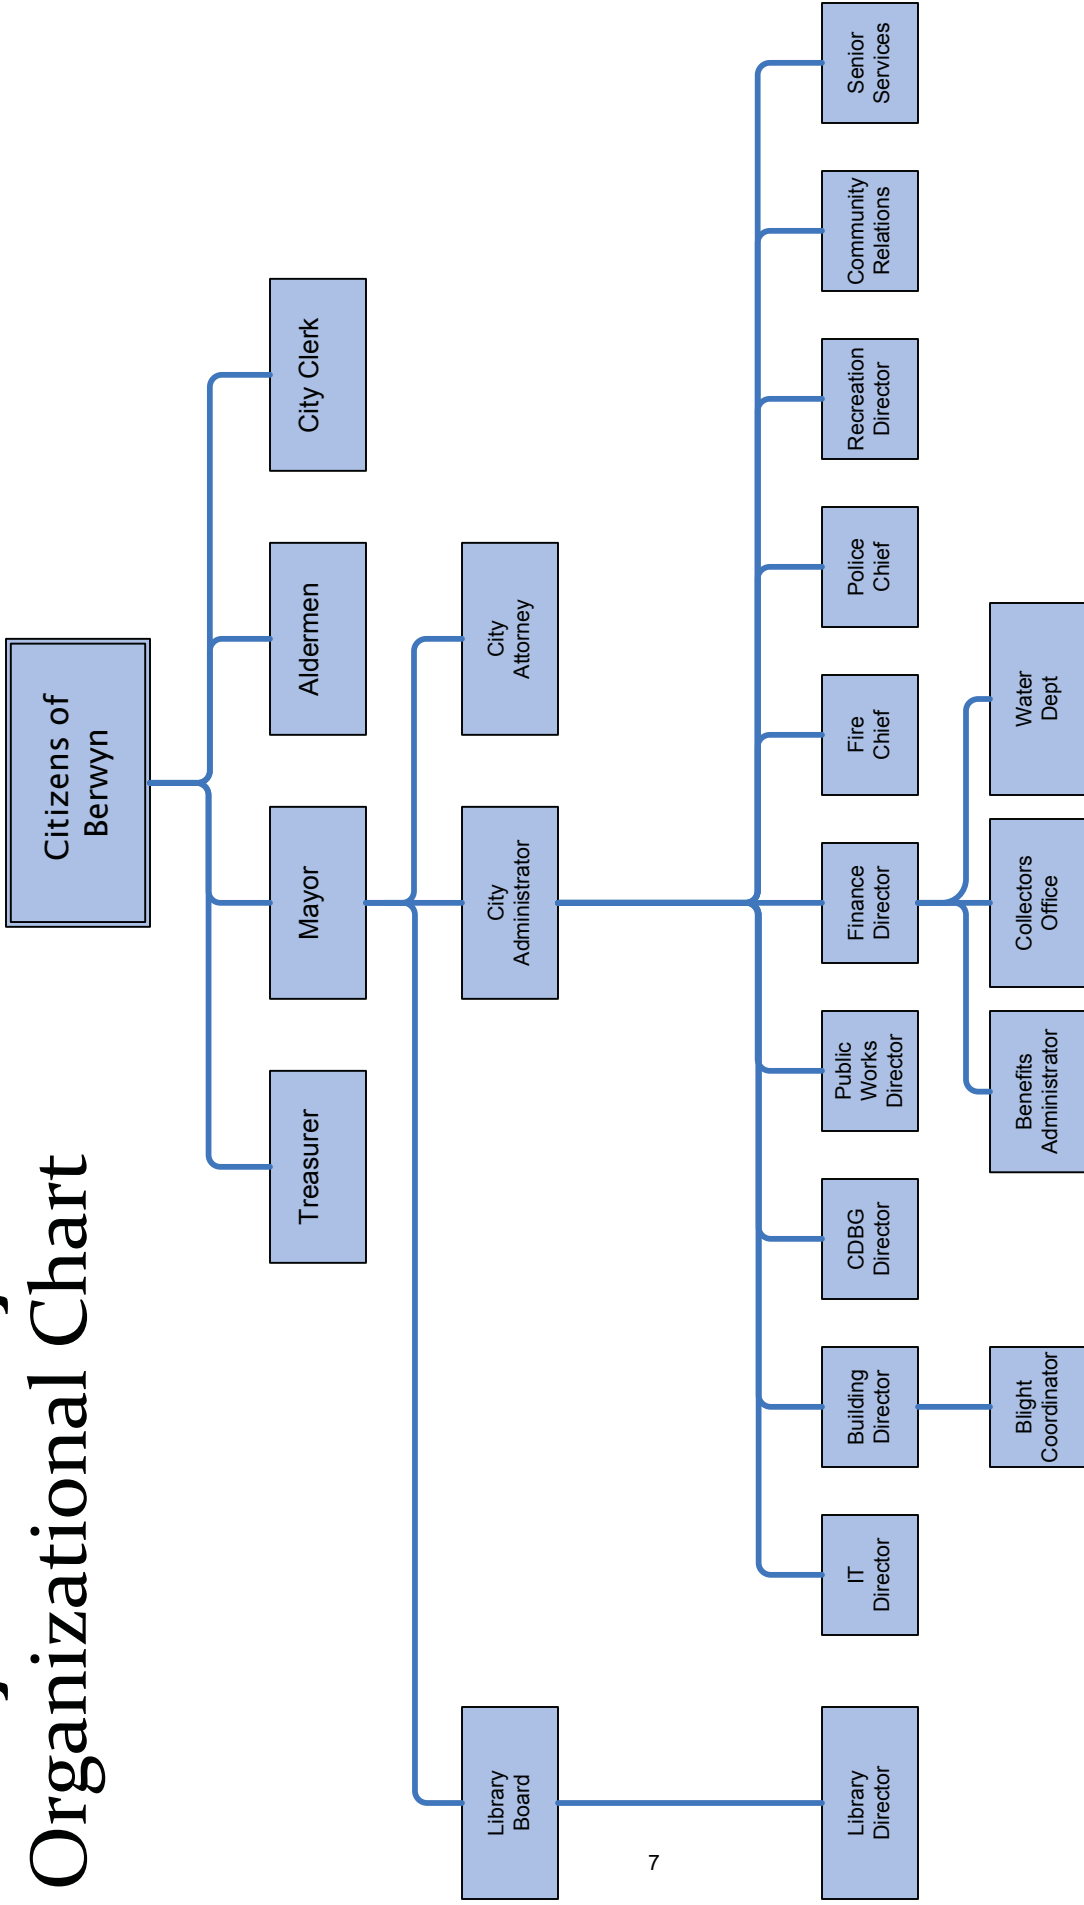 Organizational Chart
Citizens of
Berwyn
Treasurer
Mayor
Aldermen
City Clerk
Library
Board
City
Administrator
City
Attorney
Library
Director
IT
Director
Building
Director
CDBG
Director
Public
Works
Director
Finance
Director
Fire
Chief
Police
Chief
Recreation
Director
Community
Relations
Senior
Services
Blight
Coordinator
Benefits
Administrator
Collectors
Office
Water
Dept
7